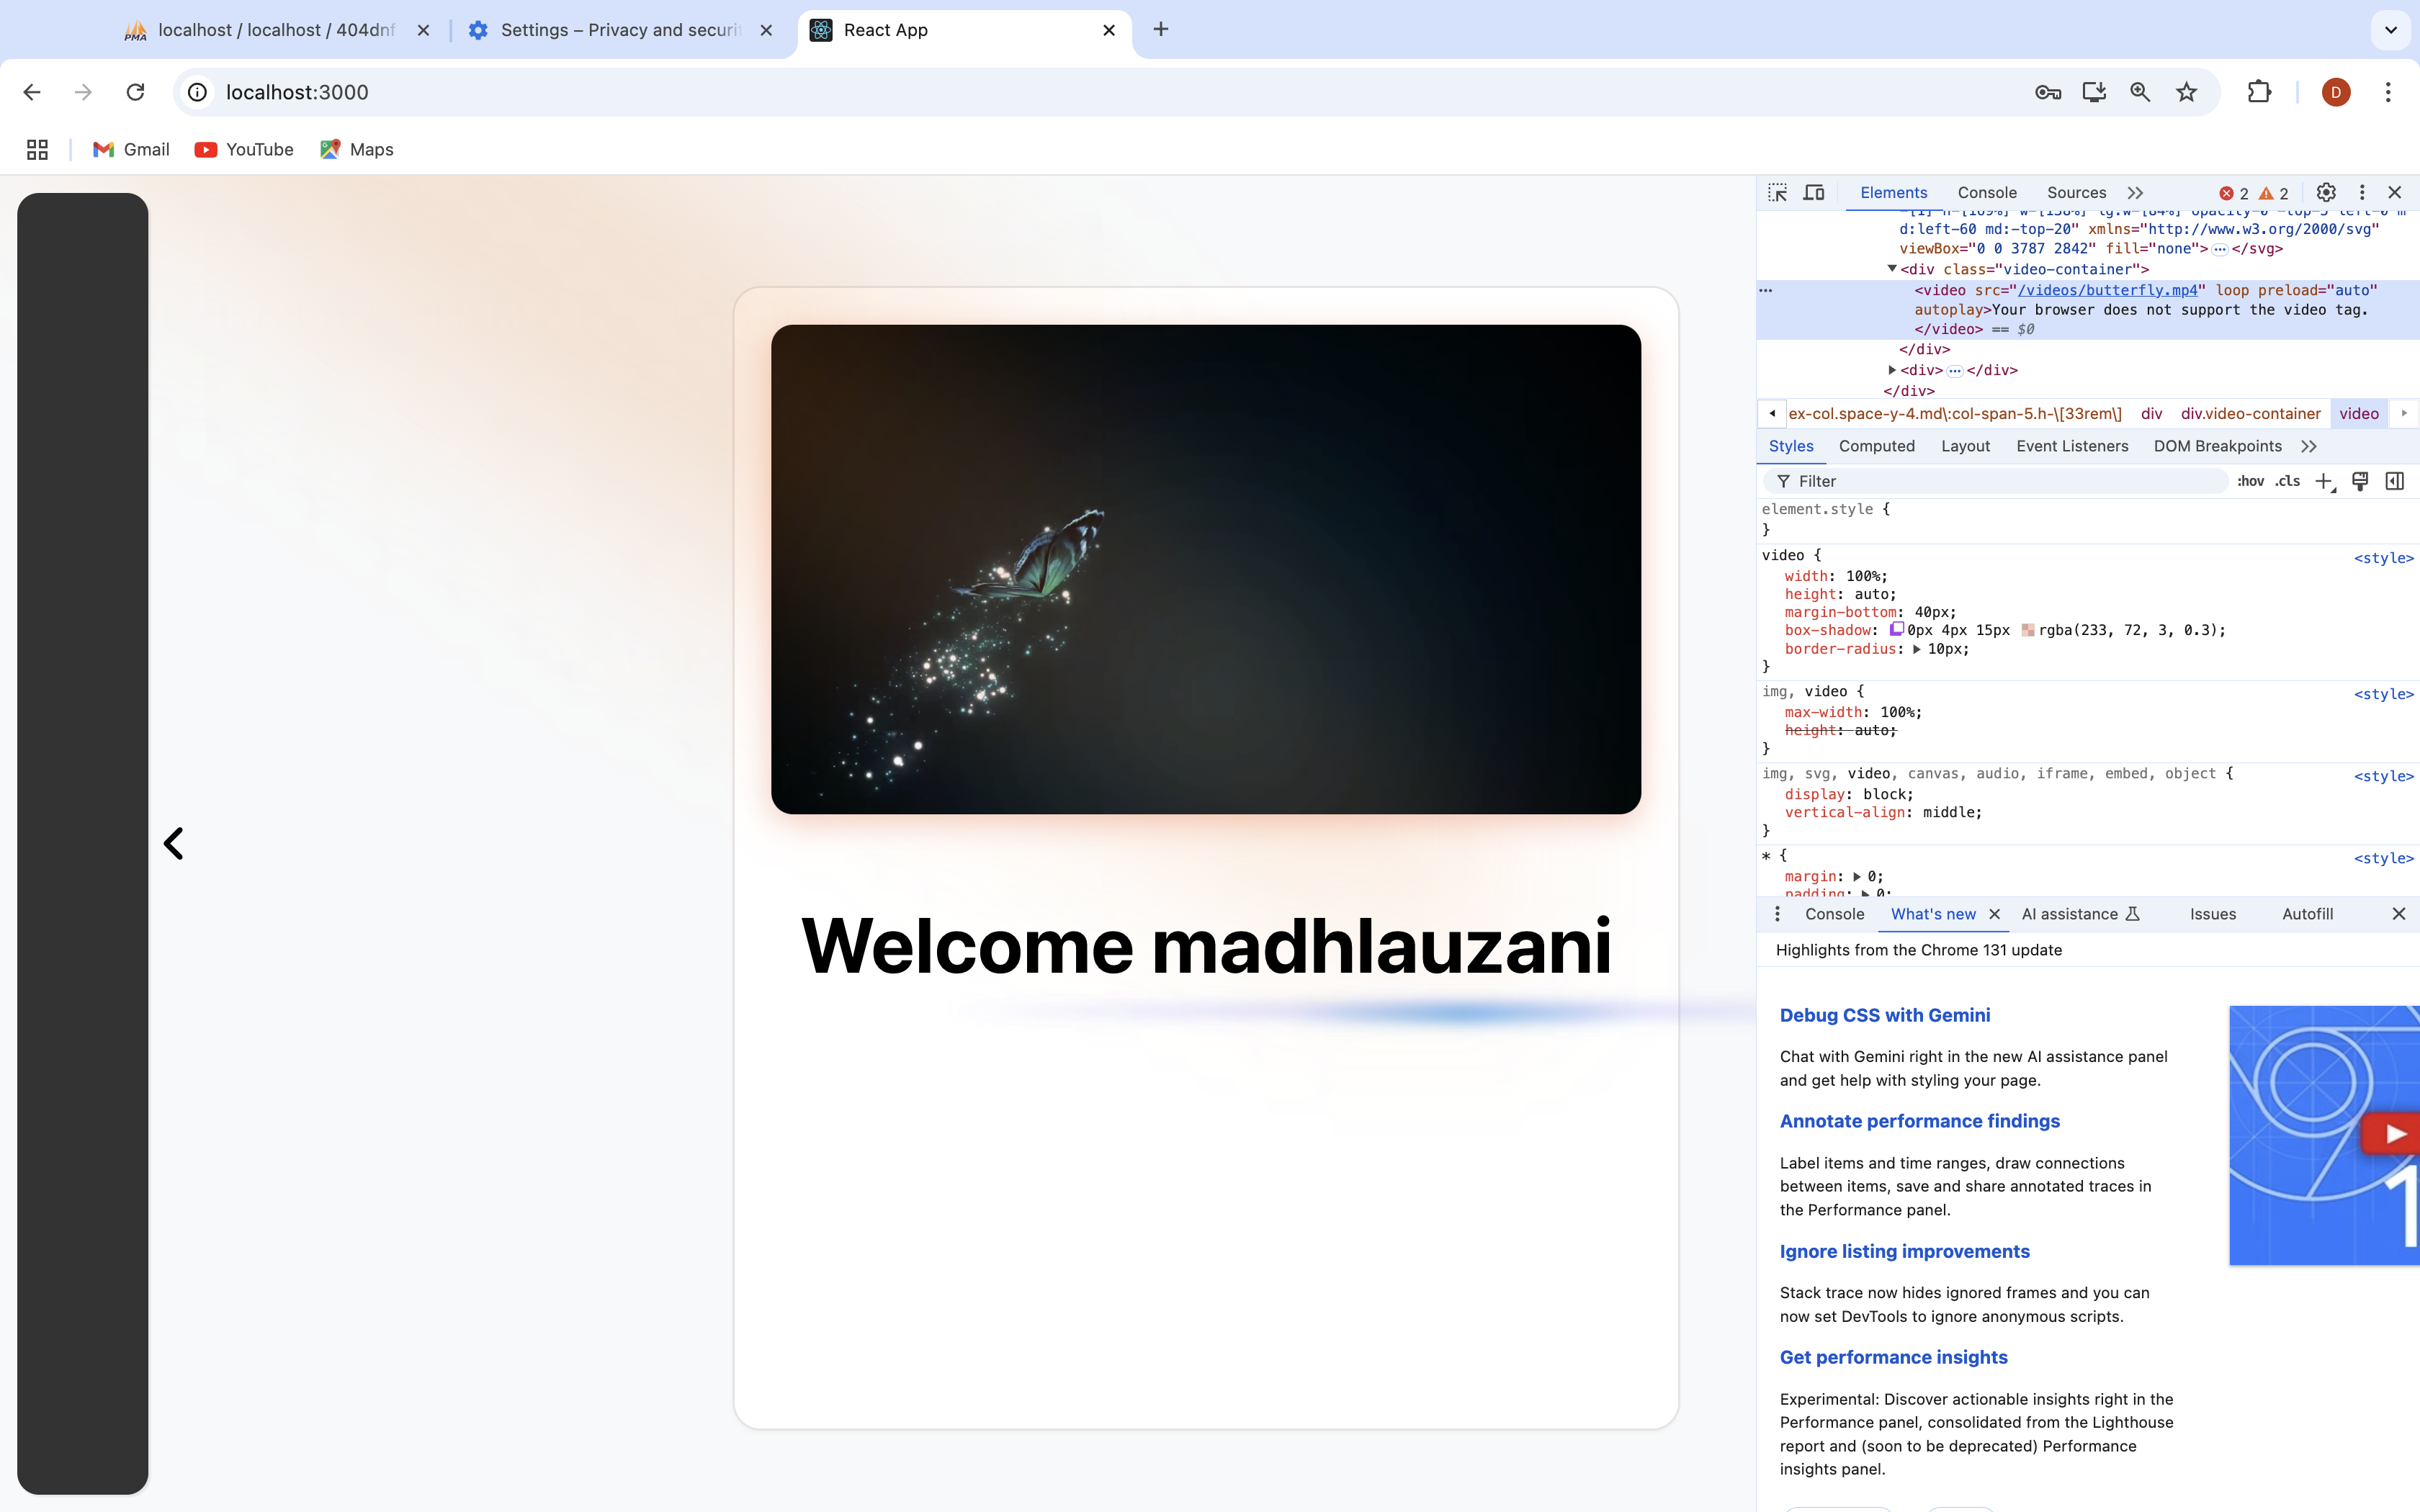 localhost / localhost / 404dnf
Settings – Privacy and securit
React App
localhost:3000
D
Gmail
YouTube
Maps
Welcome madhlauzani
Elements
Console
Sources
2
2
md:left-60 md:-top-20" xmlns="http://www.w3.org/2000/svg"
viewBox="0 0 3787 2842" fill="none">…</svg>
<div class="video-container">
<video src="/videos/butterfly.mp4" loop preload="auto"
autoplay>Your browser does not support the video tag.
</video> == $0
</div>
<div>…</div>
</div>
ex-col.space-y-4.md\:col-span-5.h-\[33rem\] div div.video-container video
Styles
Computed
Layout
Event Listeners
DOM Breakpoints
Filter
:hov .cls
element.style {
}
video { <style>
width: 100%;
height: auto;
margin-bottom: 40px;
box-shadow: 0px 4px 15px rgba(233, 72, 3, 0.3);
border-radius: 10px;
}
img, video { <style>
max-width: 100%;
height: auto;
}
img, svg, video, canvas, audio, iframe, embed, object { <style>
display: block;
vertical-align: middle;
}
* { <style>
margin: 0;
padding: 0;
Console
What's new
AI assistance
Issues
Autofill
Highlights from the Chrome 131 update
Debug CSS with Gemini
Chat with Gemini right in the new AI assistance panel
and get help with styling your page.
Annotate performance findings
Label items and time ranges, draw connections
between items, save and share annotated traces in
the Performance panel.
Ignore listing improvements
Stack trace now hides ignored frames and you can
now set DevTools to ignore anonymous scripts.
Get performance insights
Experimental: Discover actionable insights right in the
Performance panel, consolidated from the Lighthouse
report and (soon to be deprecated) Performance
insights panel.